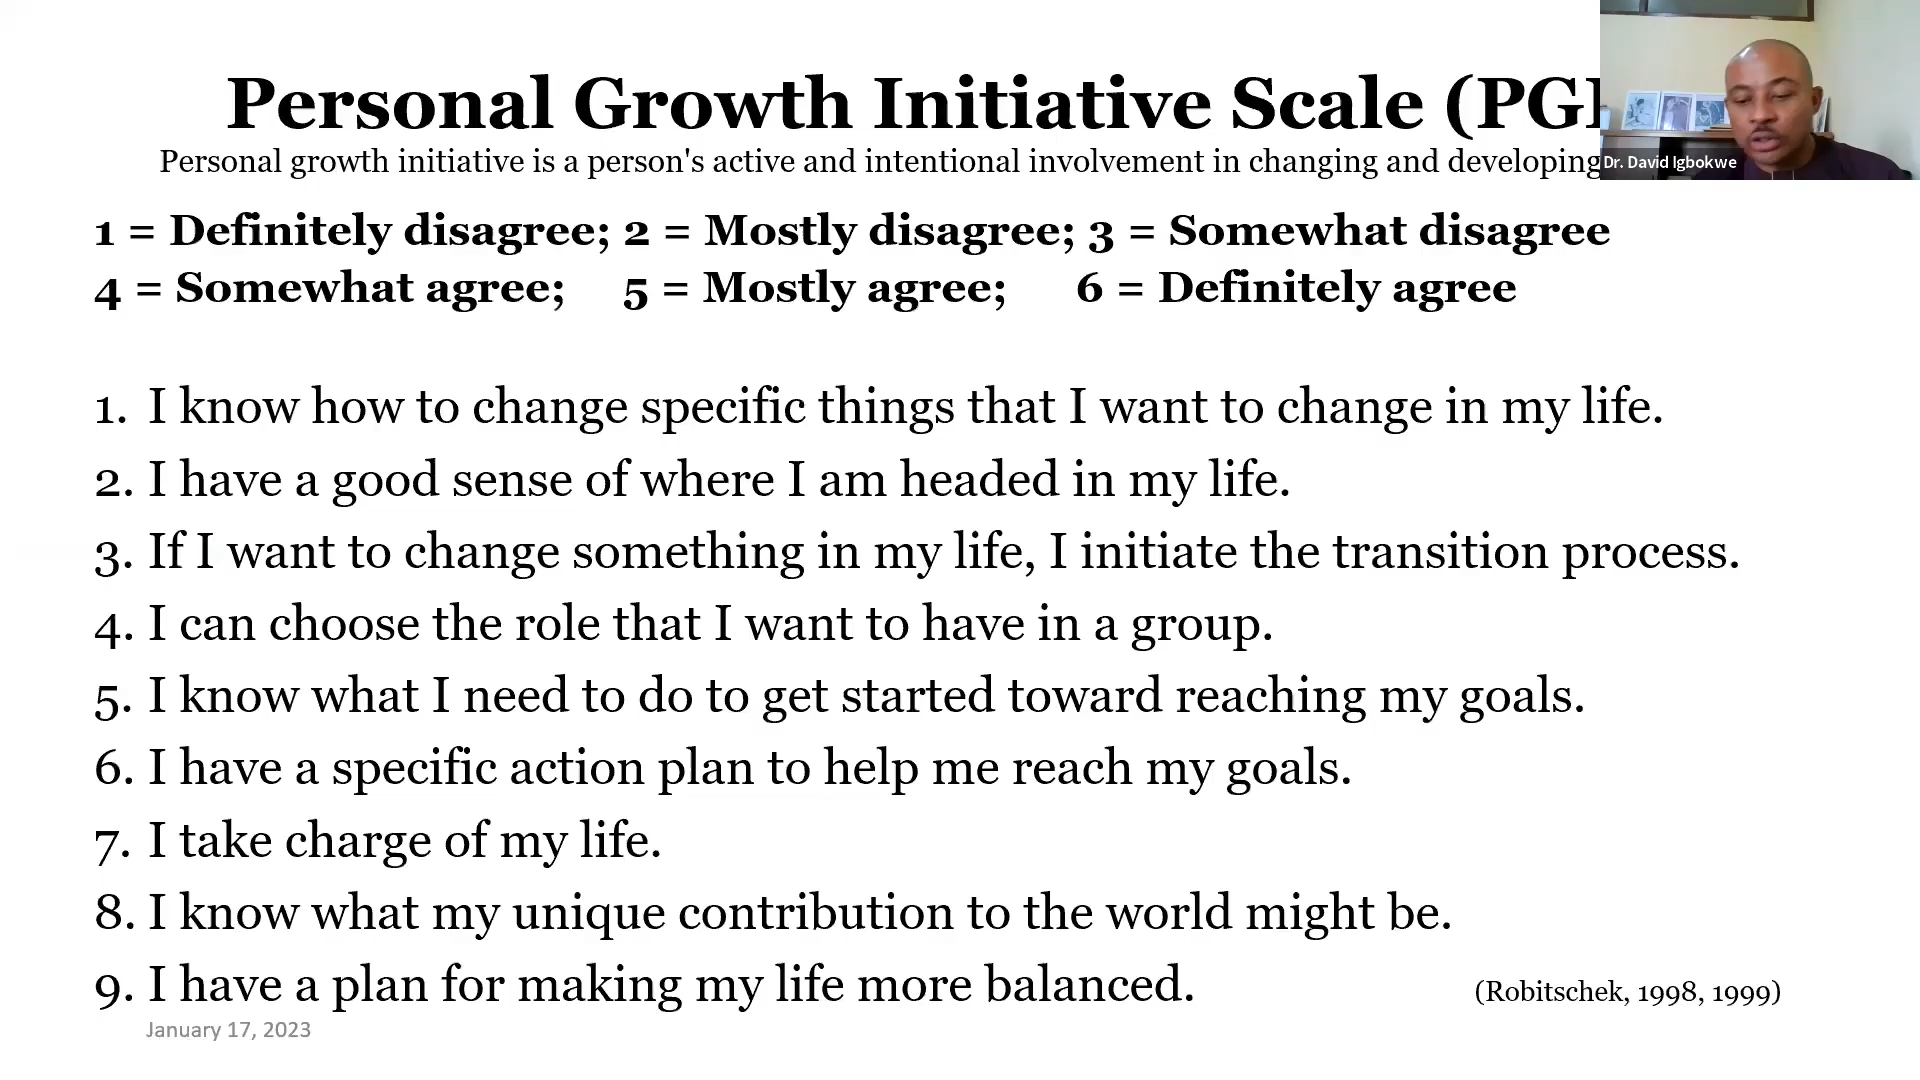 Personal Growth Initiative Scale (PGI
Personal growth initiative is a person's active and intentional involvement in changing and developing
Dr. David Igbokwe
1 = Definitely disagree; 2 = Mostly disagree; 3 = Somewhat disagree
4 = Somewhat agree; 5 = Mostly agree; 6 = Definitely agree
1. I know how to change specific things that I want to change in my life.
2. I have a good sense of where I am headed in my life.
3. If I want to change something in my life, I initiate the transition process.
4. I can choose the role that I want to have in a group.
5. I know what I need to do to get started toward reaching my goals.
6. I have a specific action plan to help me reach my goals.
7. I take charge of my life.
8. I know what my unique contribution to the world might be.
9. I have a plan for making my life more balanced.
(Robitschek, 1998, 1999)
January 17, 2023